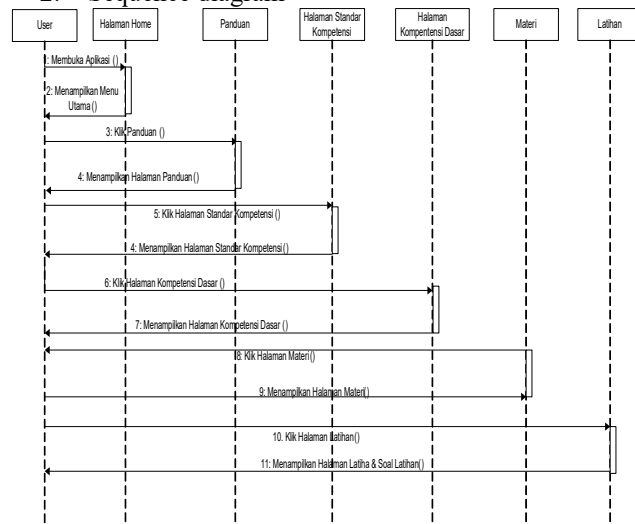 2. Sequence diagram
User
Halaman Home
Panduan
Halaman Standar
Kompetensi
Halaman
Kompentensi Dasar
Materi
Latihan
1: Membuka Aplikasi ()
2: Menampilkan Menu
Utama()
3: Klik Panduan ()
4: Menampilkan Halaman Panduan()
5: Klik Halaman Standar Kompetensi ()
4: Menampilkan Halaman Standar Kompetensi()
6: Klik Halaman Kompetensi Dasar ()
7: Menampilkan Halaman Kompetensi Dasar ()
8: Klik Halaman Materi()
9: Menampilkan Halaman Materi()
10. Klik Halaman Latihan()
11: Menampilkan Halaman Latiha & Soal Latihan()